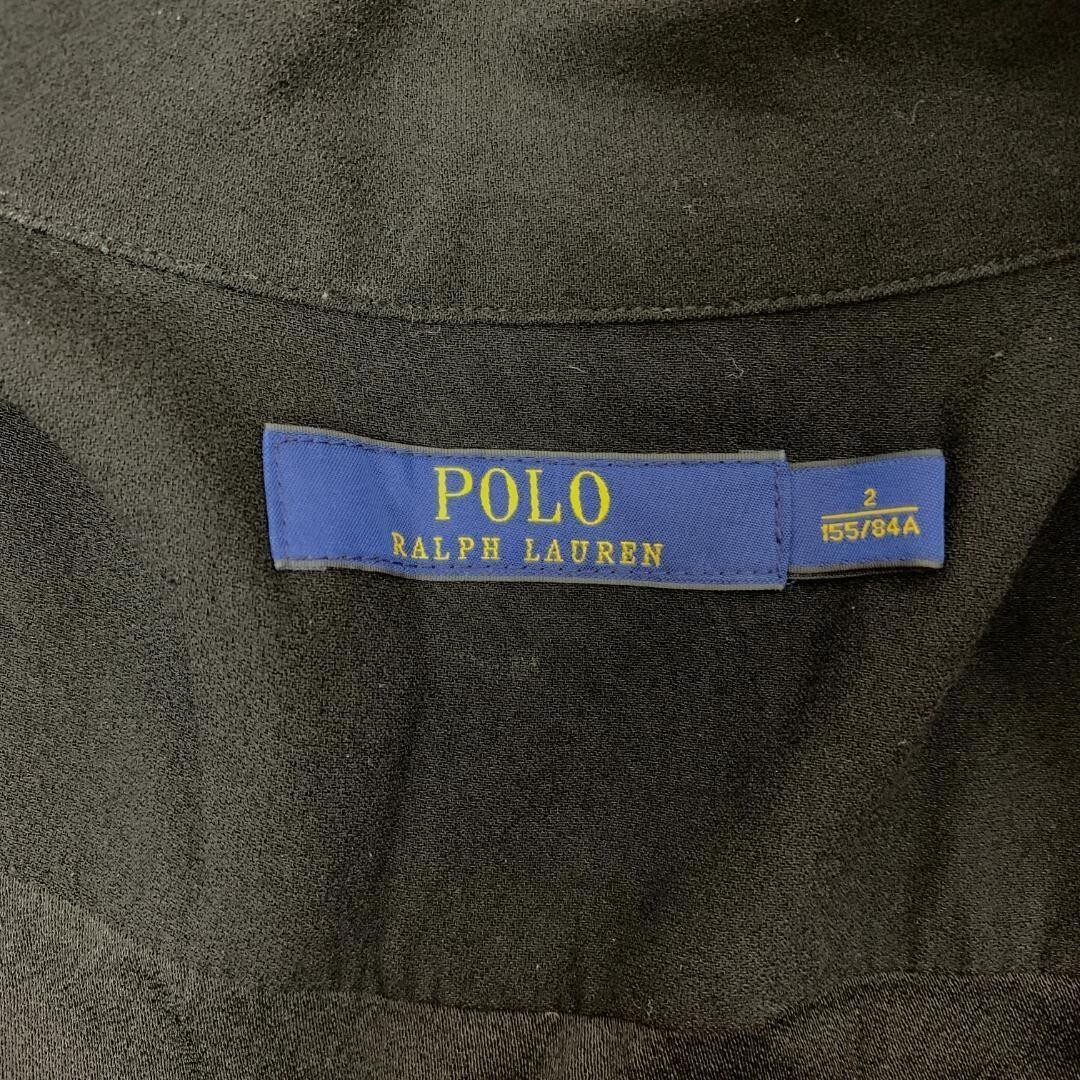 POLO
RALPH LAUREN
2
155/84A